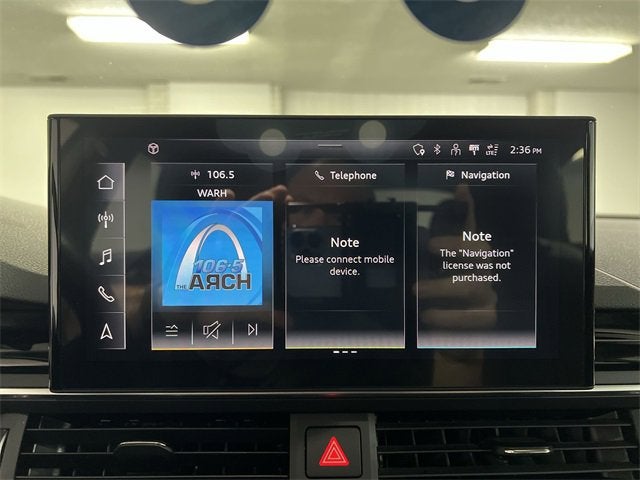 2:36 PM
LTE
106.5
WARH
106.5
THE ARCH
Telephone
Note
Please connect mobile
device.
Navigation
Note
The "Navigation"
license was not
purchased.